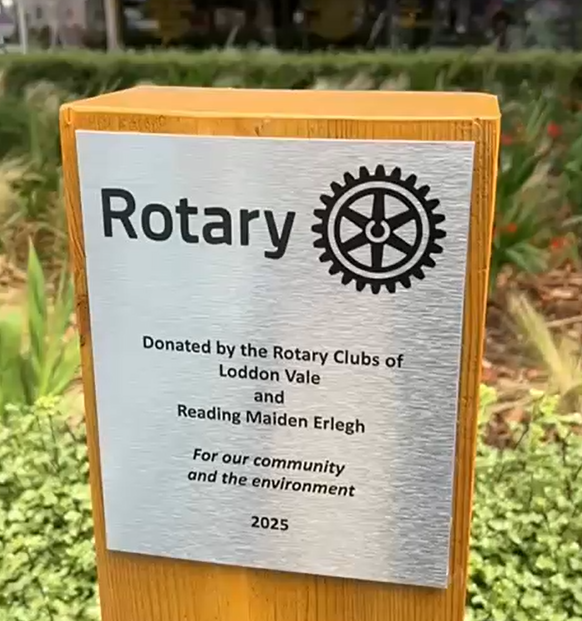 Rotary
Donated by the Rotary Clubs of
Loddon Vale
and
Reading Maiden Erlegh
For our community
and the environment
2025